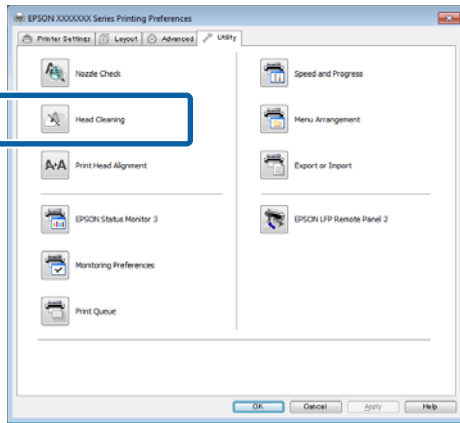 EPSON XXXXXXX Series Printing Preferences
Printer Settings Layout Advanced Utility
Nozzle Check
Speed and Progress
Head Cleaning
Menu Arrangement
Print Head Alignment
Export or Import
EPSON Status Monitor 3
EPSON LFP Remote Panel 2
Monitoring Preferences
Print Queue
OK Cancel Apply Help